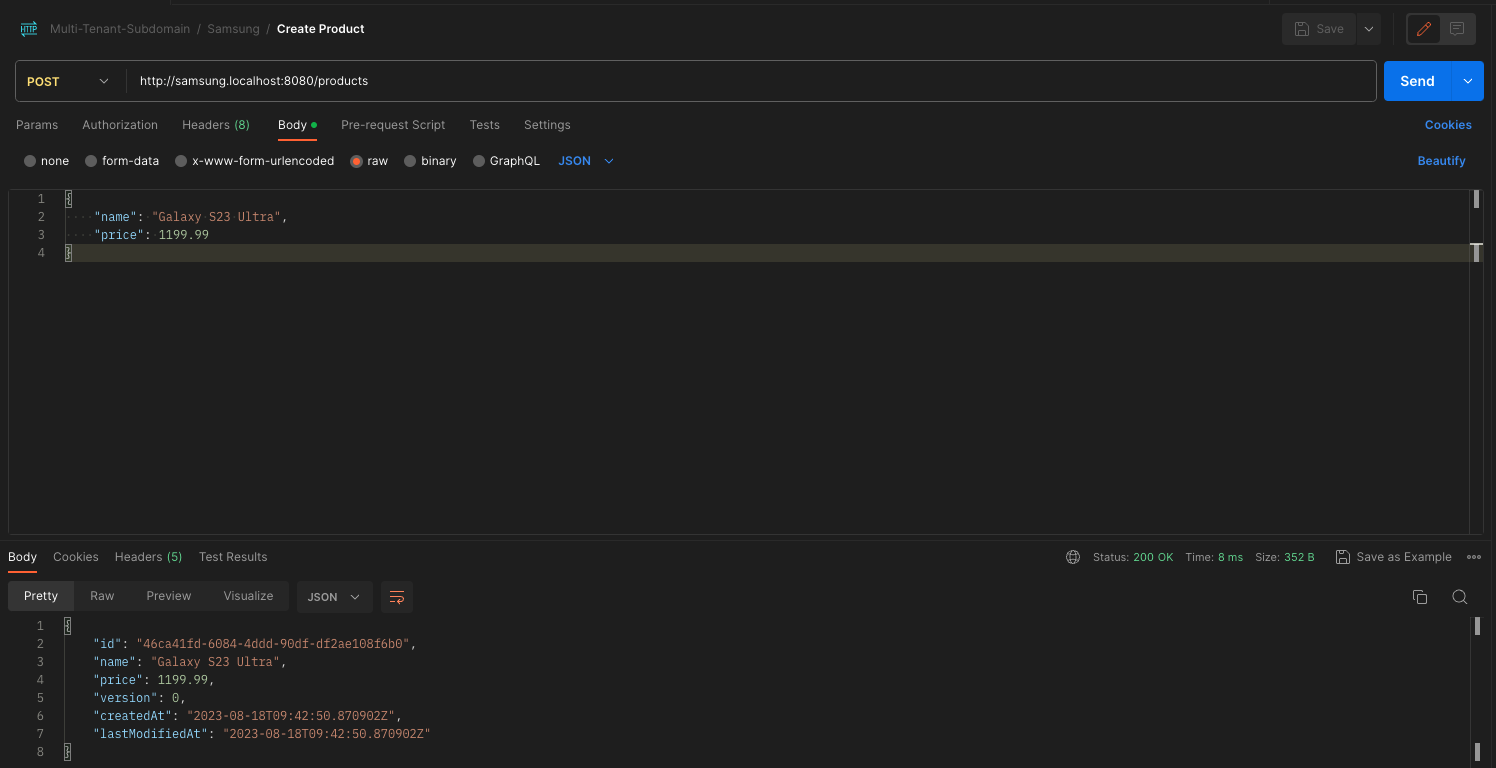 HTTP Multi-Tenant-Subdomain / Samsung / Create Product Save
POST http://samsung.localhost:8080/products Send
Params Authorization Headers (8) Body Pre-request Script Tests Settings Cookies
none form-data x-www-form-urlencoded raw binary GraphQL JSON Beautify
1 {
2 "name": "Galaxy S23 Ultra",
3 "price": 1199.99
4 }
Body Cookies Headers (5) Test Results Status: 200 OK Time: 8 ms Size: 352 B Save as Example
Pretty Raw Preview Visualize JSON
1 {
2 "id": "46ca41fd-6084-4ddd-90df-df2ae108f6b0",
3 "name": "Galaxy S23 Ultra",
4 "price": 1199.99,
5 "version": 0,
6 "createdAt": "2023-08-18T09:42:50.870902Z",
7 "lastModifiedAt": "2023-08-18T09:42:50.870902Z"
8 }